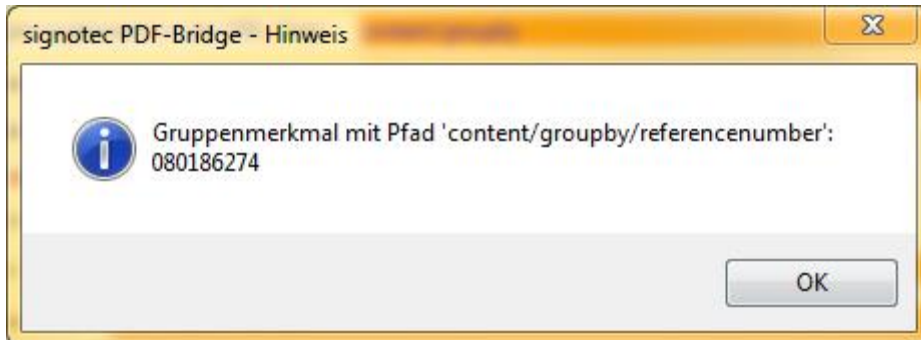 signotec PDF-Bridge - Hinweis
Gruppenmerkmal mit Pfad 'content/groupby/referencenumber':
080186274
OK